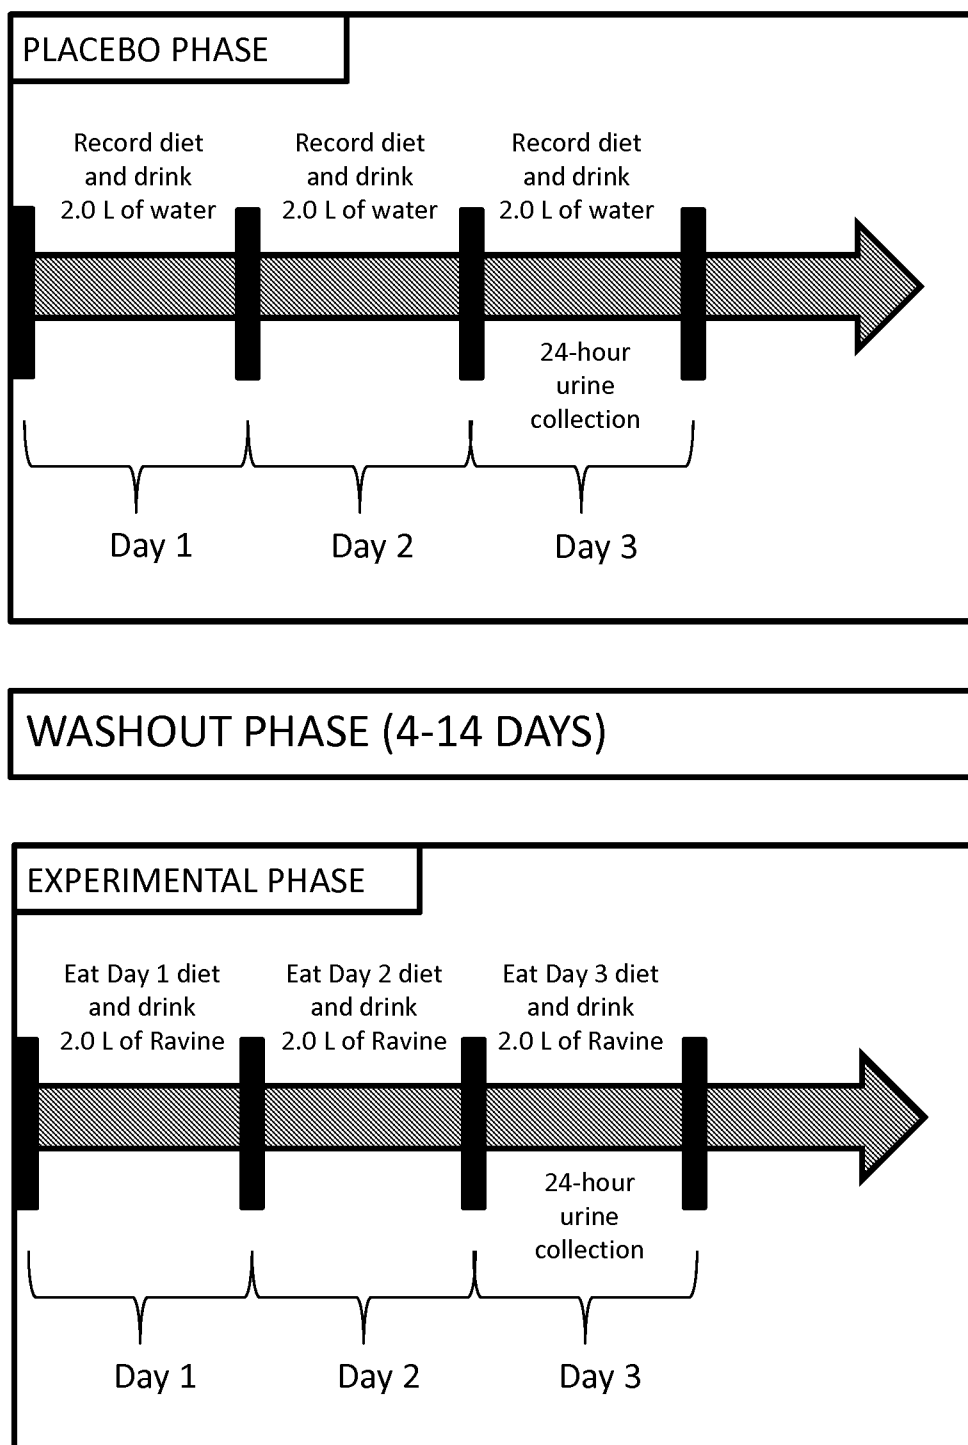 PLACEBO PHASE
Record diet
and drink
2.0 L of water
Record diet
and drink
2.0 L of water
Record diet
and drink
2.0 L of water
24-hour
urine
collection
Day 1
Day 2
Day 3
WASHOUT PHASE (4-14 DAYS)
EXPERIMENTAL PHASE
Eat Day 1 diet
and drink
2.0 L of Ravine
Eat Day 2 diet
and drink
2.0 L of Ravine
Eat Day 3 diet
and drink
2.0 L of Ravine
24-hour
urine
collection
Day 1
Day 2
Day 3